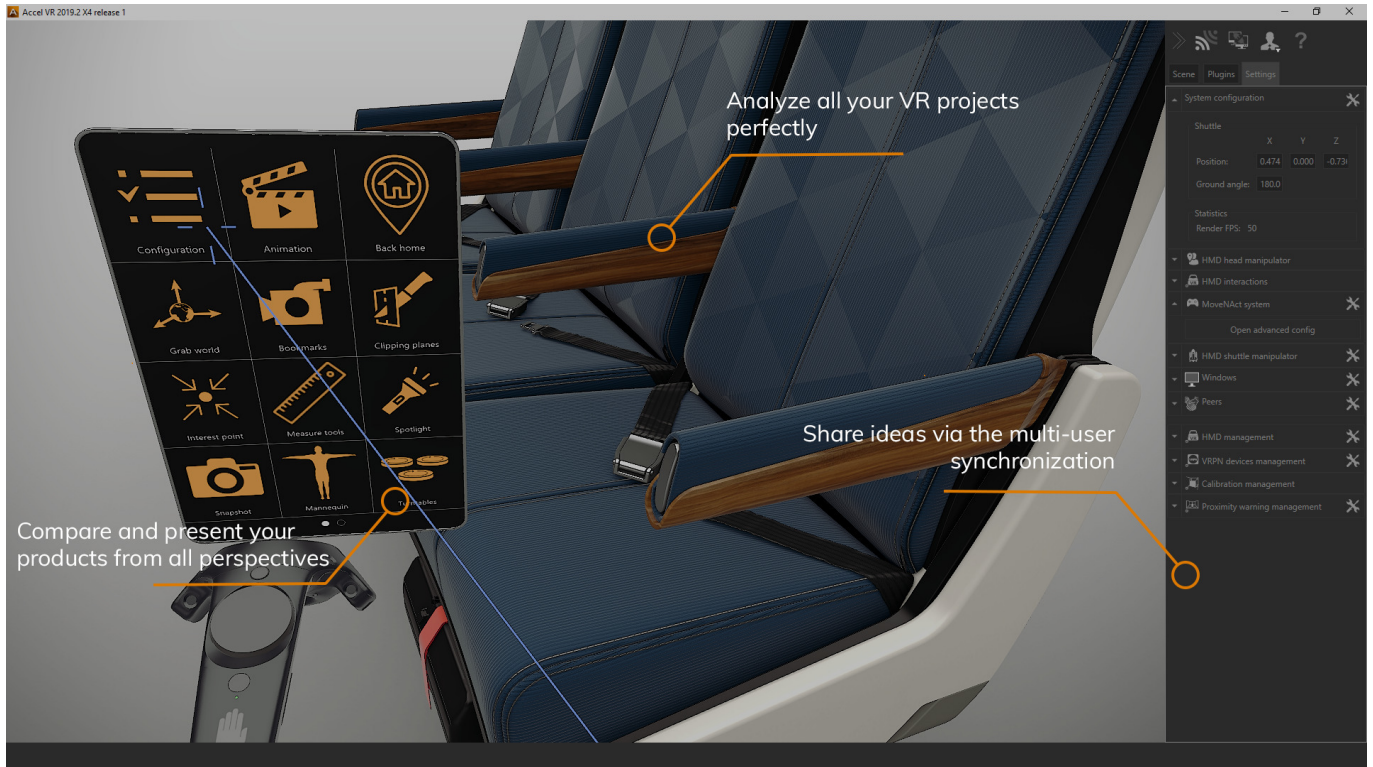 Accel VR 2019.2 X4 release 1
Analyze all your VR projects
perfectly
Configuration
Animation
Back home
Grab world
Bookmarks
Clipping planes
Interest point
Measure tools
Spotlight
Snapshot
Mannequin
Turntables
Compare and present your
products from all perspectives
Share ideas via the multi-user
synchronization
?
Scene Plugins Settings
System configuration
Shuttle
X Y Z
Position: 0.474 0.000
Ground angle: 180.0
Statistics
Render FPS: 50
HMD head manipulator
HMD interactions
MoveNAct system
Open advanced config
HMD shuttle manipulator
Windows
Peers
HMD management
VRPN devices management
Calibration management
Proximity warning management